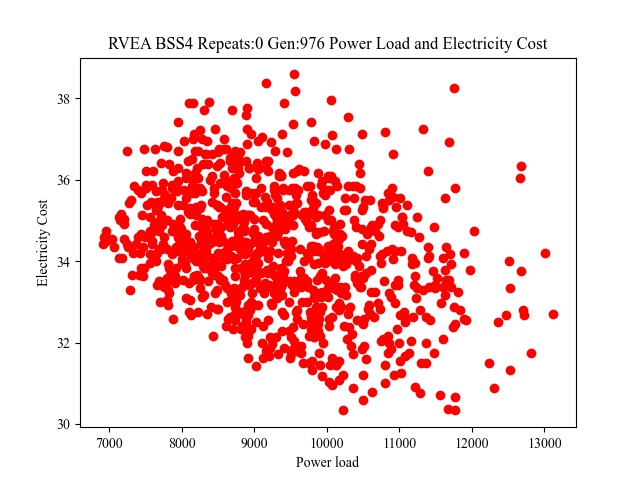 RVEA BSS4 Repeats:0 Gen:976 Power Load and Electricity Cost
38
36
34
32
30
Electricity Cost
7000 8000 9000 10000 11000 12000 13000
Power load